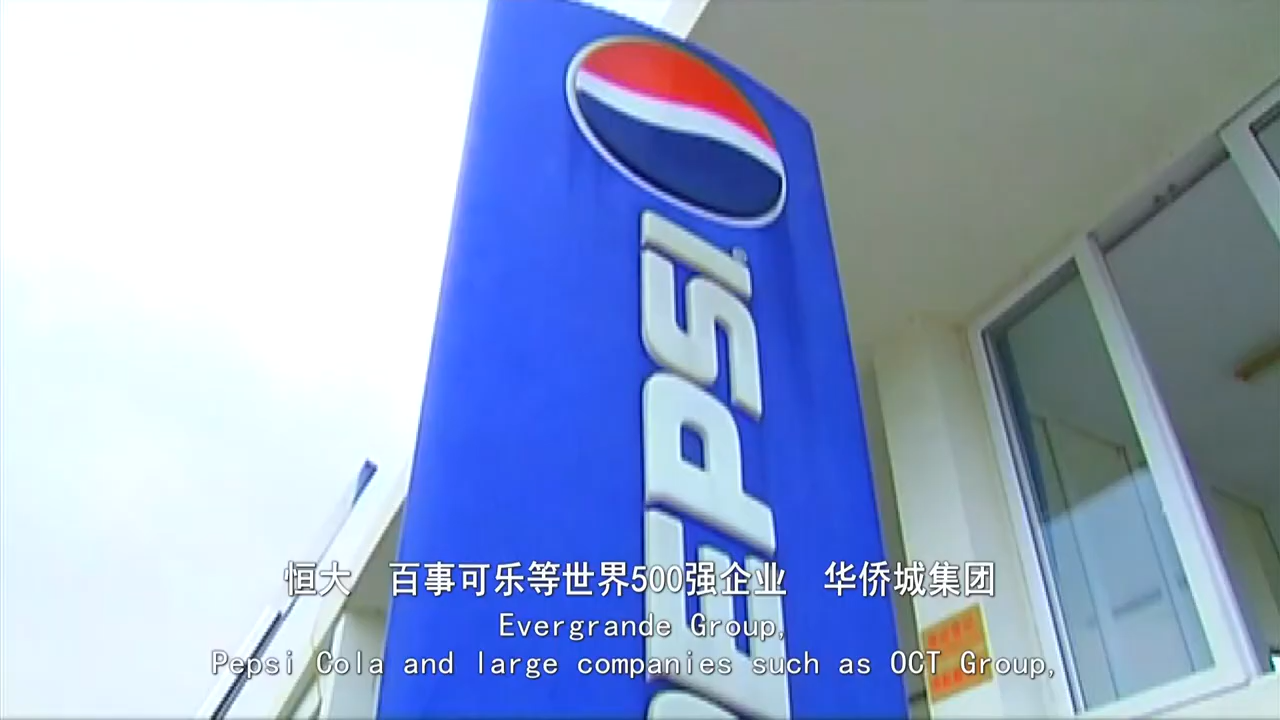 PEPSI
恒大 百事可乐等世界500强企业 华侨城集团
Evergrande Group,
Pepsi Cola and large companies such as OCT Group,